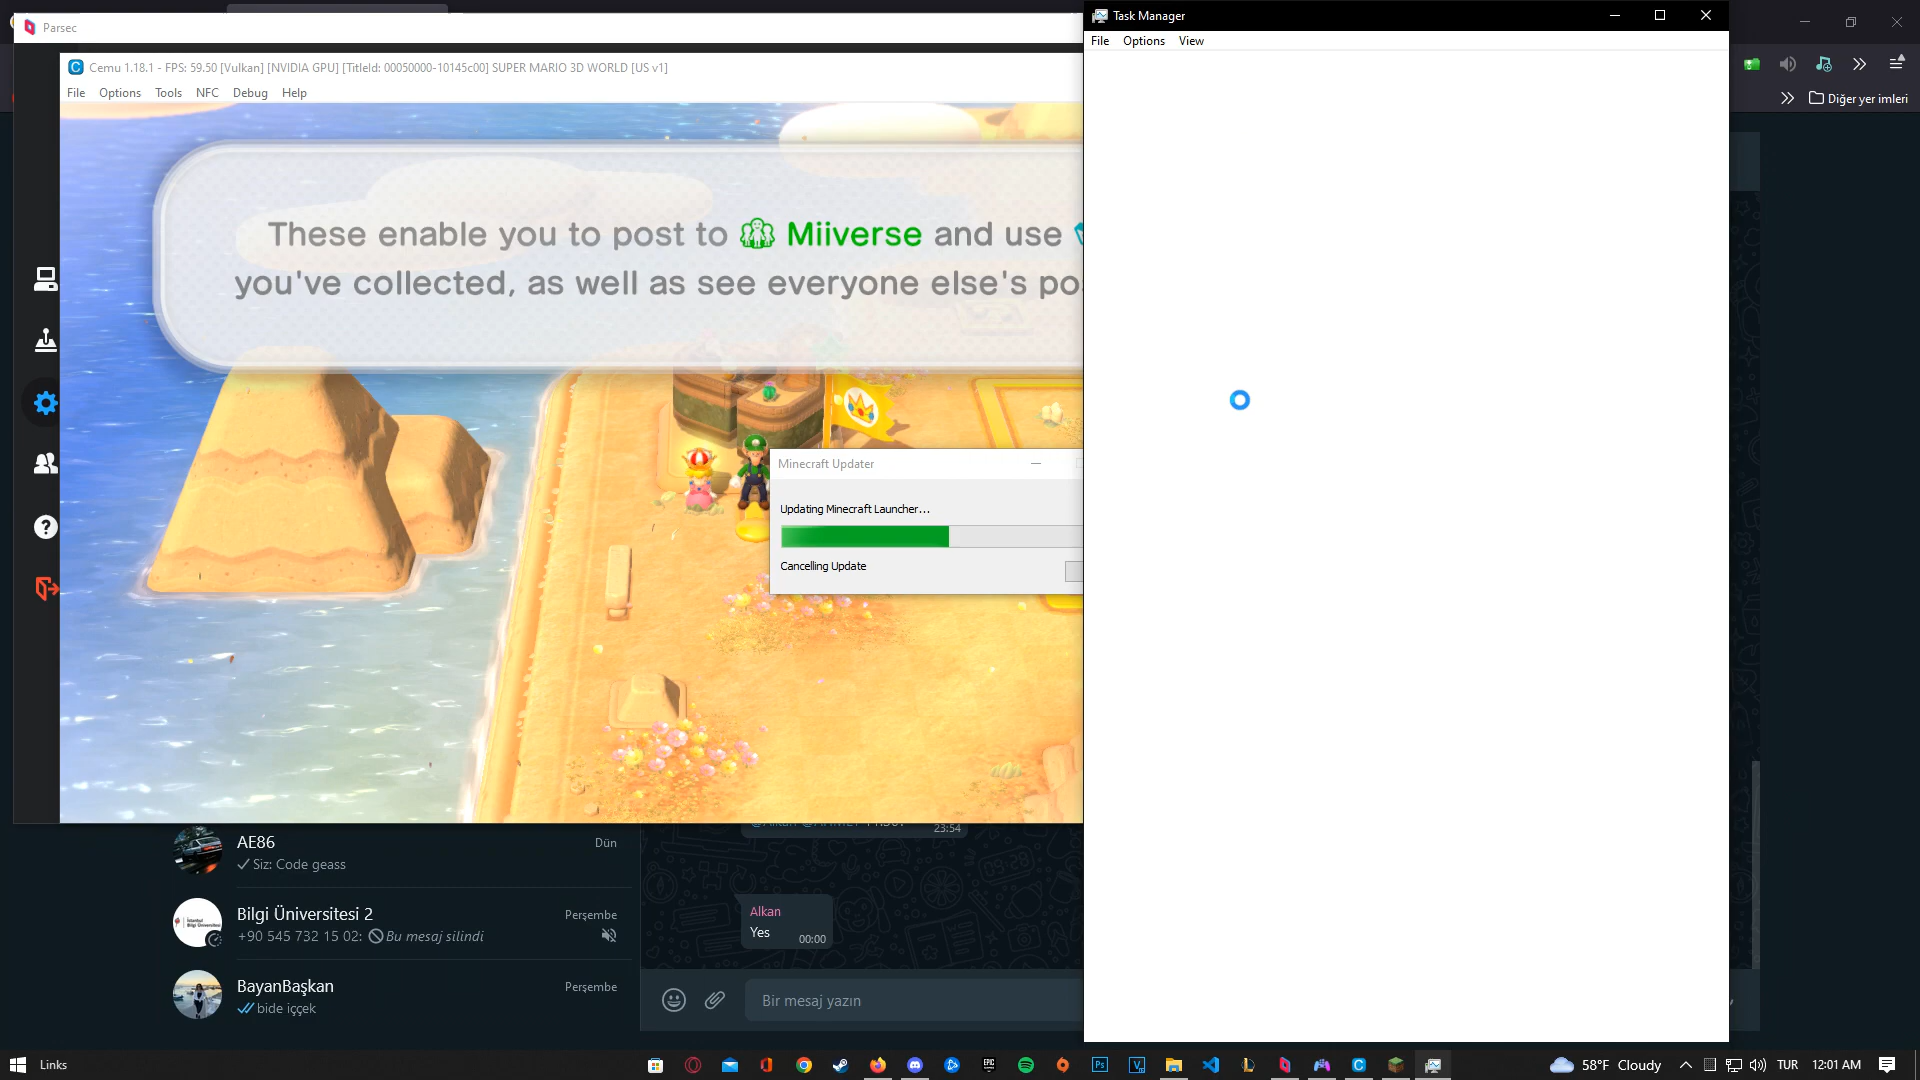 Parsec
Cemu 1.18.1 - FPS: 59.50 [Vulkan] [NVIDIA GPU] [TitleId: 00050000-10145c00] SUPER MARIO 3D WORLD [US v1]
File Options Tools NFC Debug Help
These enable you to post to Miiverse and use
you've collected, as well as see everyone else's
Minecraft Updater
Updating Minecraft Launcher...
Cancelling Update
Task Manager
File Options View
Diğer yer imleri
AE86
Dün
Siz: Code geass
Bilgi Üniversitesi 2
Perşembe
+90 545 732 15 02: Bu mesaj silindi
BayanBaşkan
Perşembe
bide iççek
23:54
Alkan
Yes
00:00
Bir mesaj yazın
Links
58°F Cloudy
TUR
12:01 AM